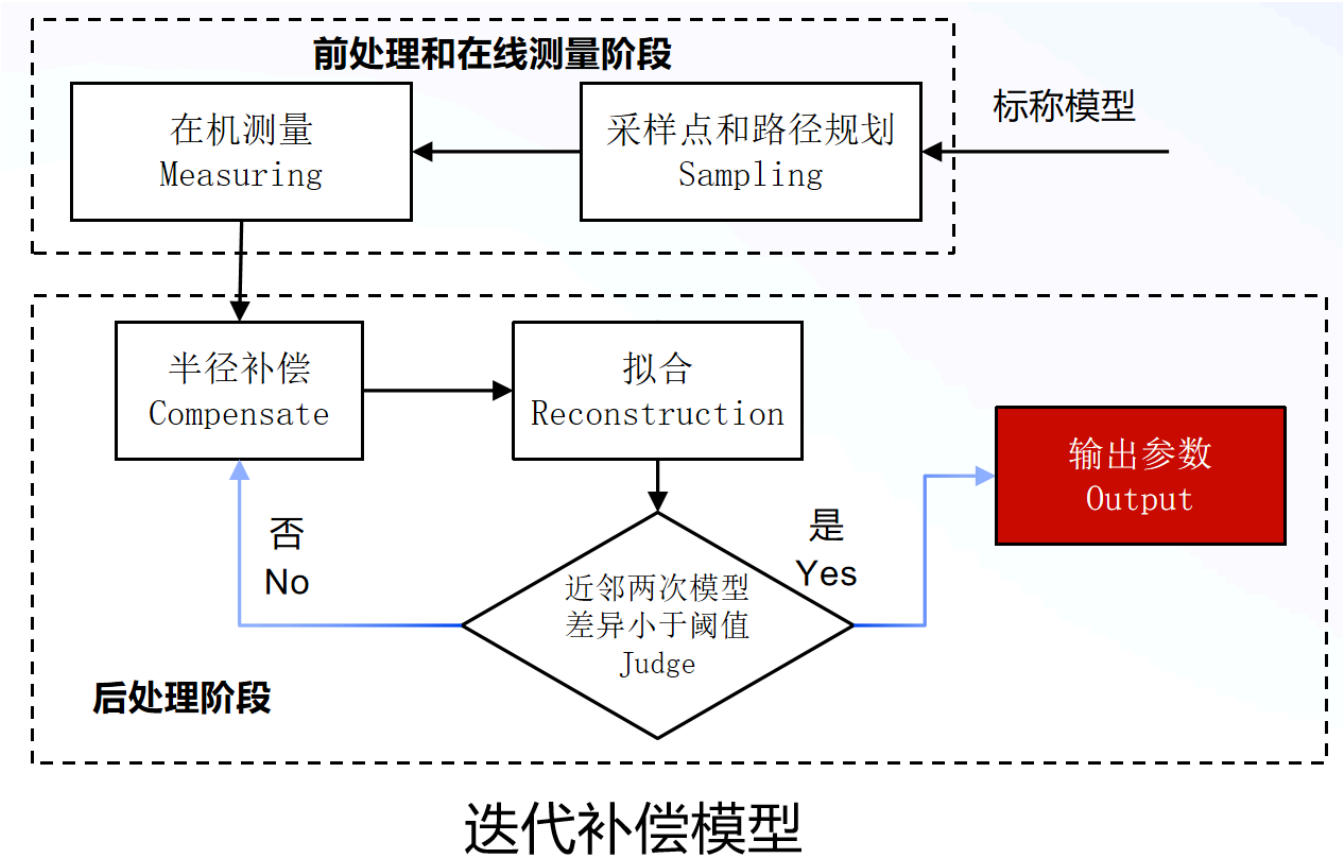 前处理和在线测量阶段
标称模型
采样点和路径规划
Sampling
在机测量
Measuring
半径补偿
Compensate
拟合
Reconstruction
近邻两次模型
差异小于阈值
Judge
否
No
是
Yes
输出参数
Output
后处理阶段
迭代补偿模型